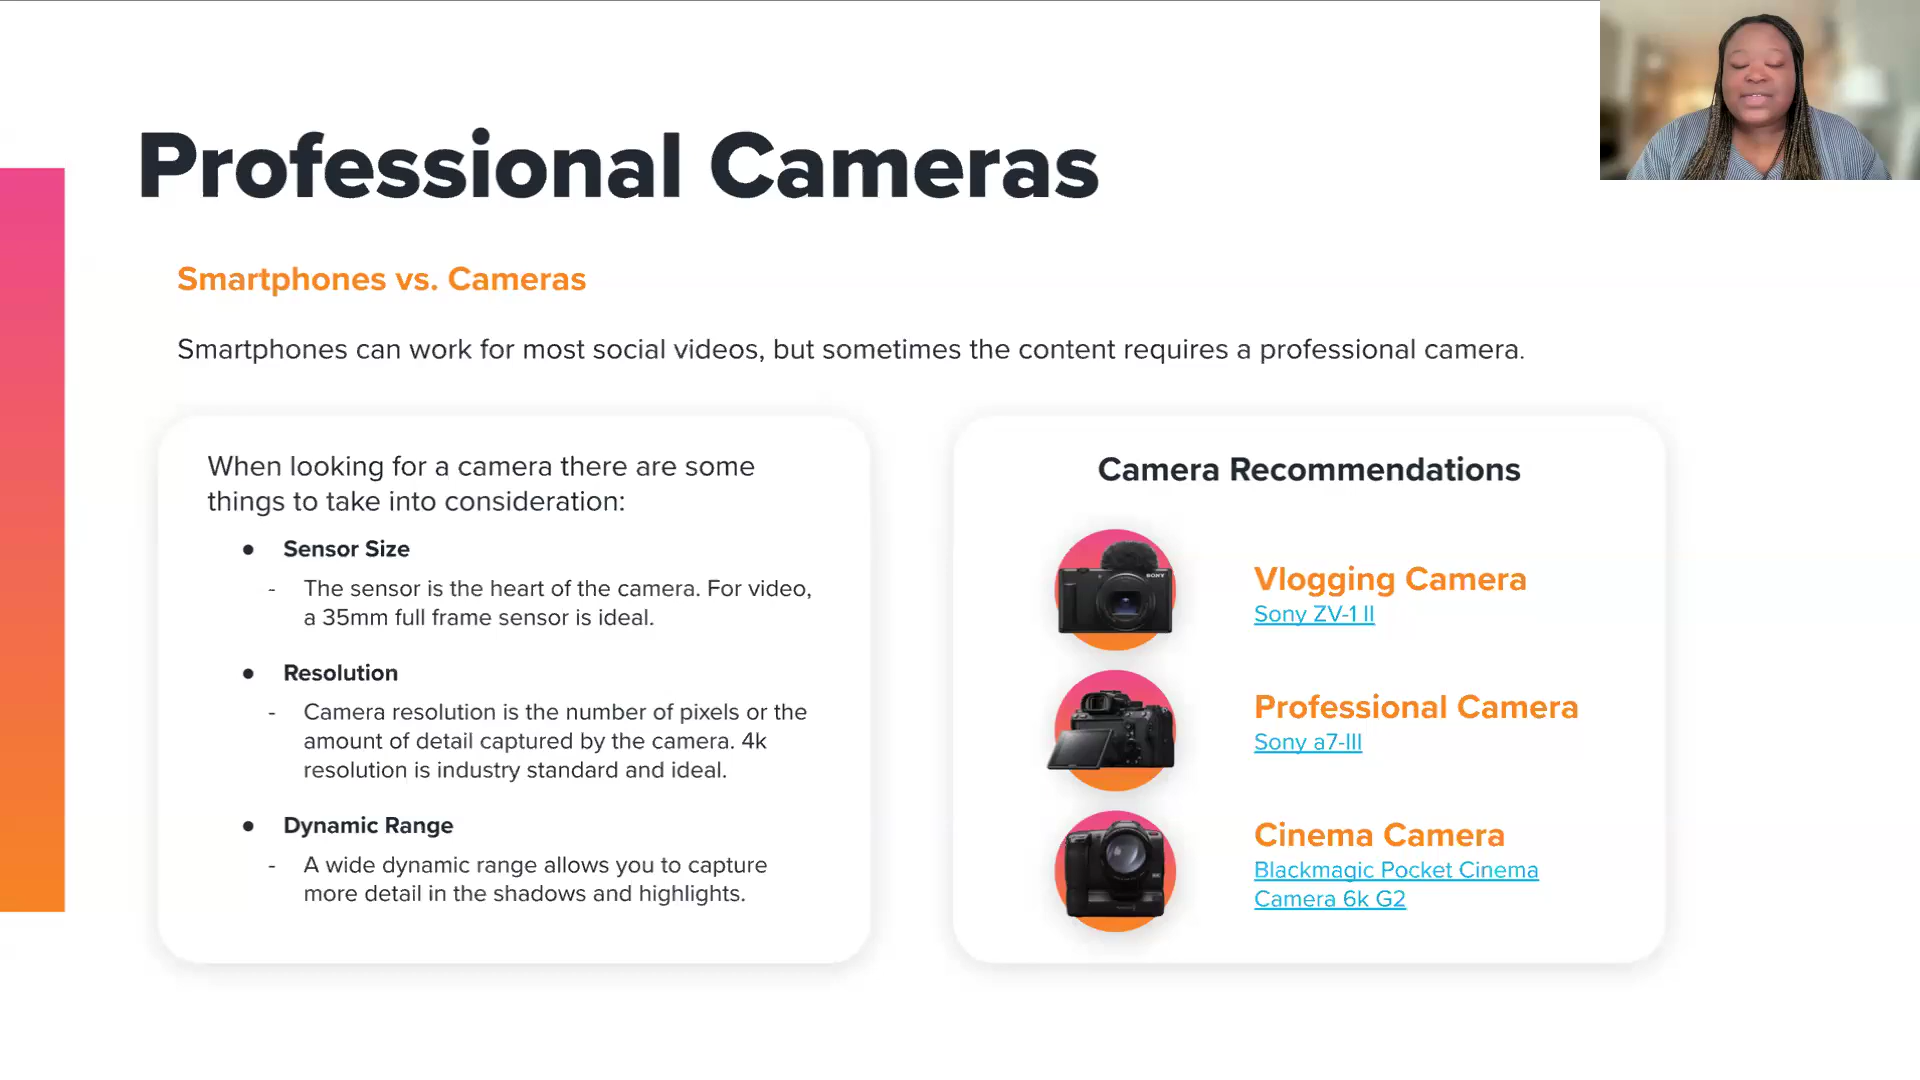 Professional Cameras
Smartphones vs. Cameras
Smartphones can work for most social videos, but sometimes the content requires a professional camera.
When looking for a camera there are some
things to take into consideration:
● Sensor Size
- The sensor is the heart of the camera. For video,
a 35mm full frame sensor is ideal.
● Resolution
- Camera resolution is the number of pixels or the
amount of detail captured by the camera. 4k
resolution is industry standard and ideal.
● Dynamic Range
- A wide dynamic range allows you to capture
more detail in the shadows and highlights.
Camera Recommendations
SONY
Vlogging Camera
Sony ZV-1 II
Professional Camera
Sony a7-III
Cinema Camera
Blackmagic Pocket Cinema
Camera 6k G2